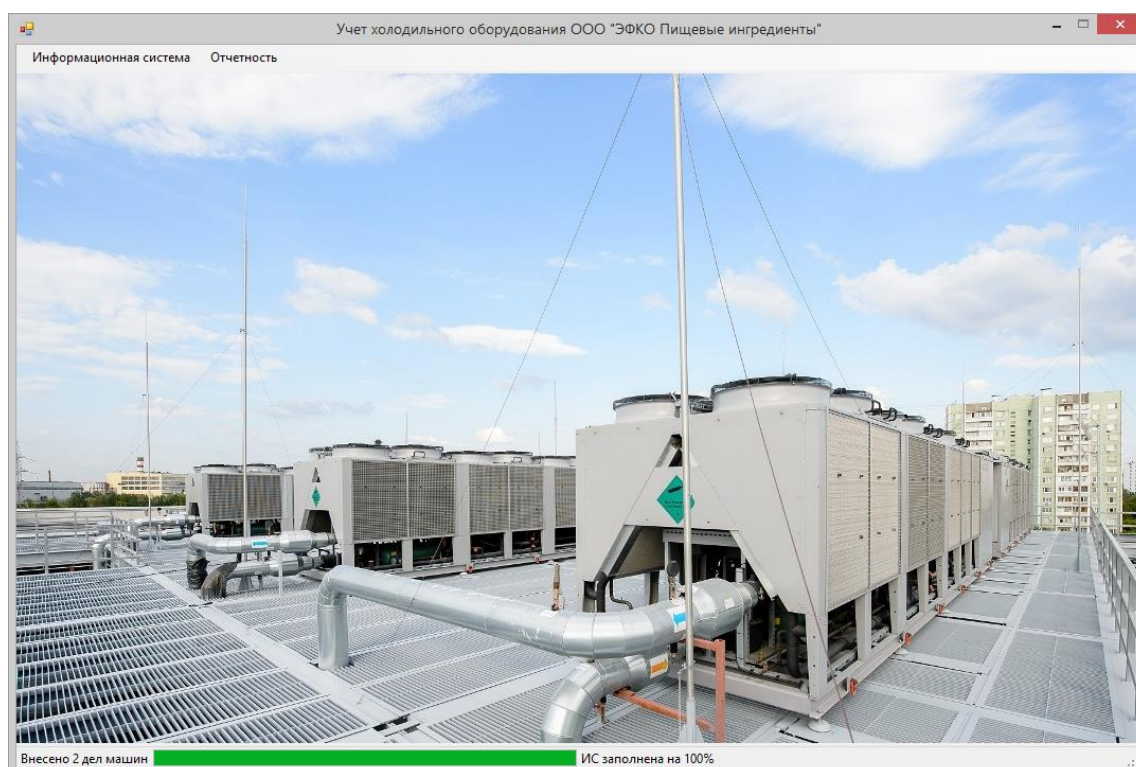 Учет холодильного оборудования ООО "ЭФКО Пищевые ингредиенты"
Информационная система Отчетность
Внесено 2 дел машин ИС заполнена на 100%